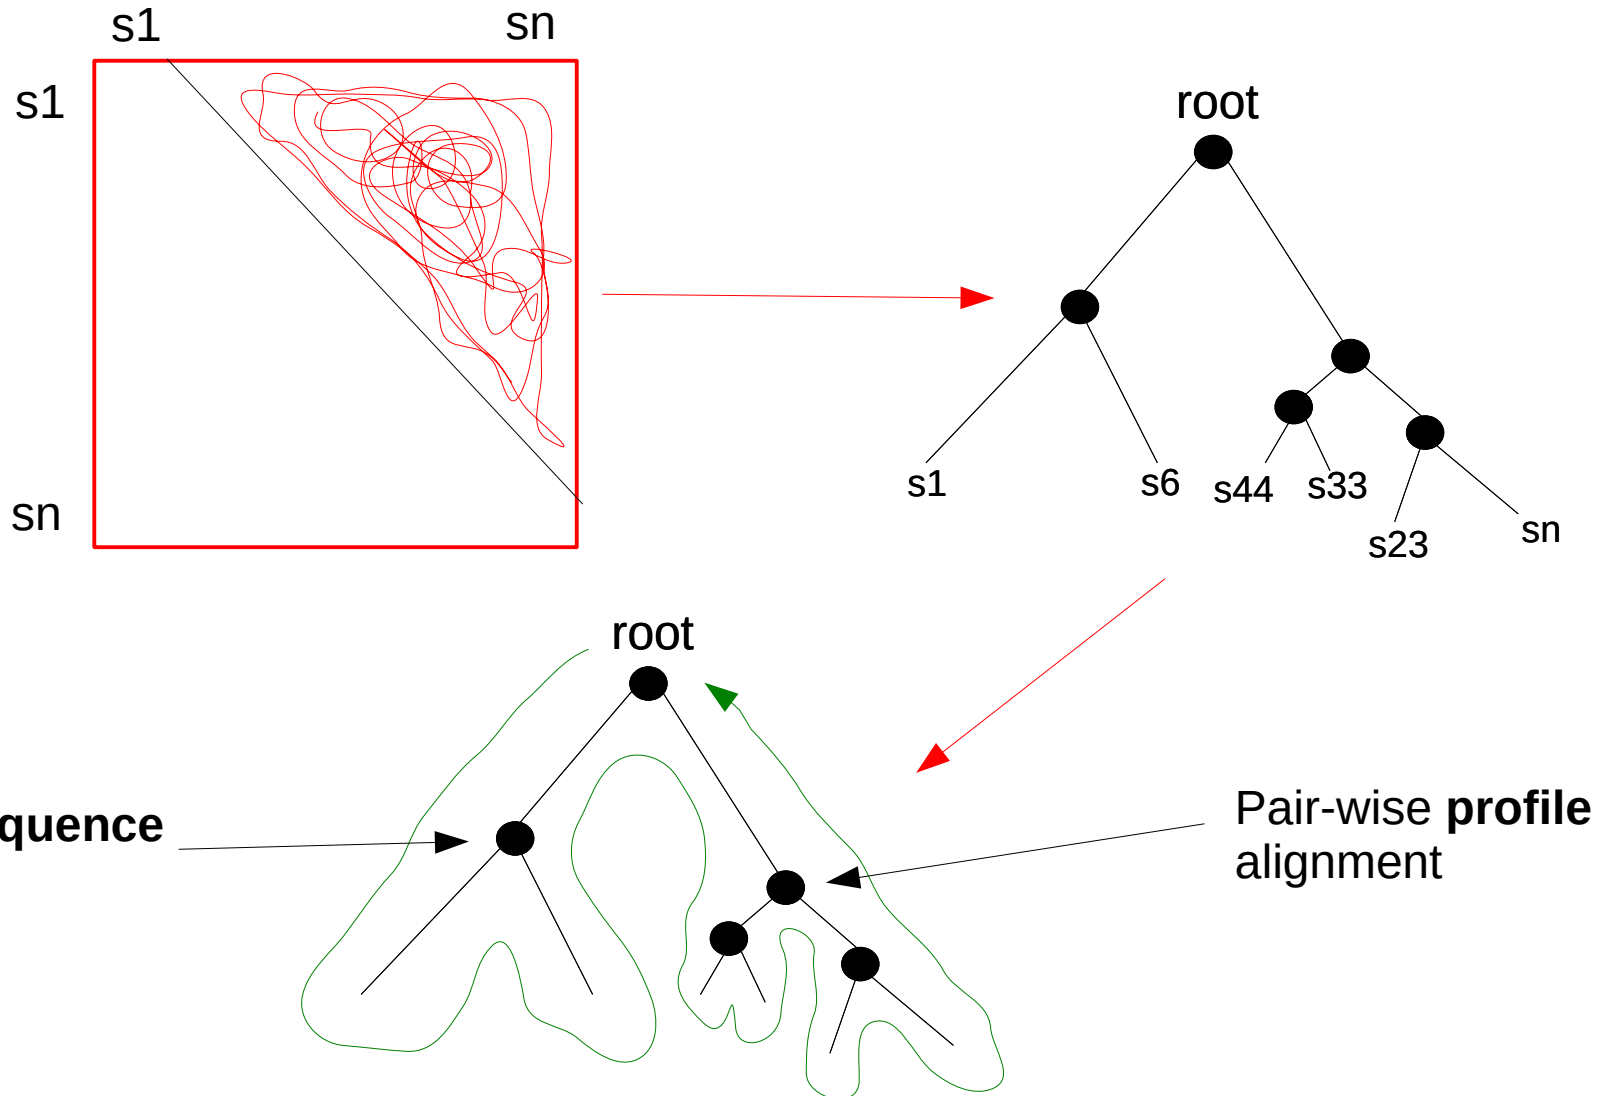 s1 sn
s1
sn
root
s1 s6 s44 s33
s23 sn
root
quence
Pair-wise profile
alignment